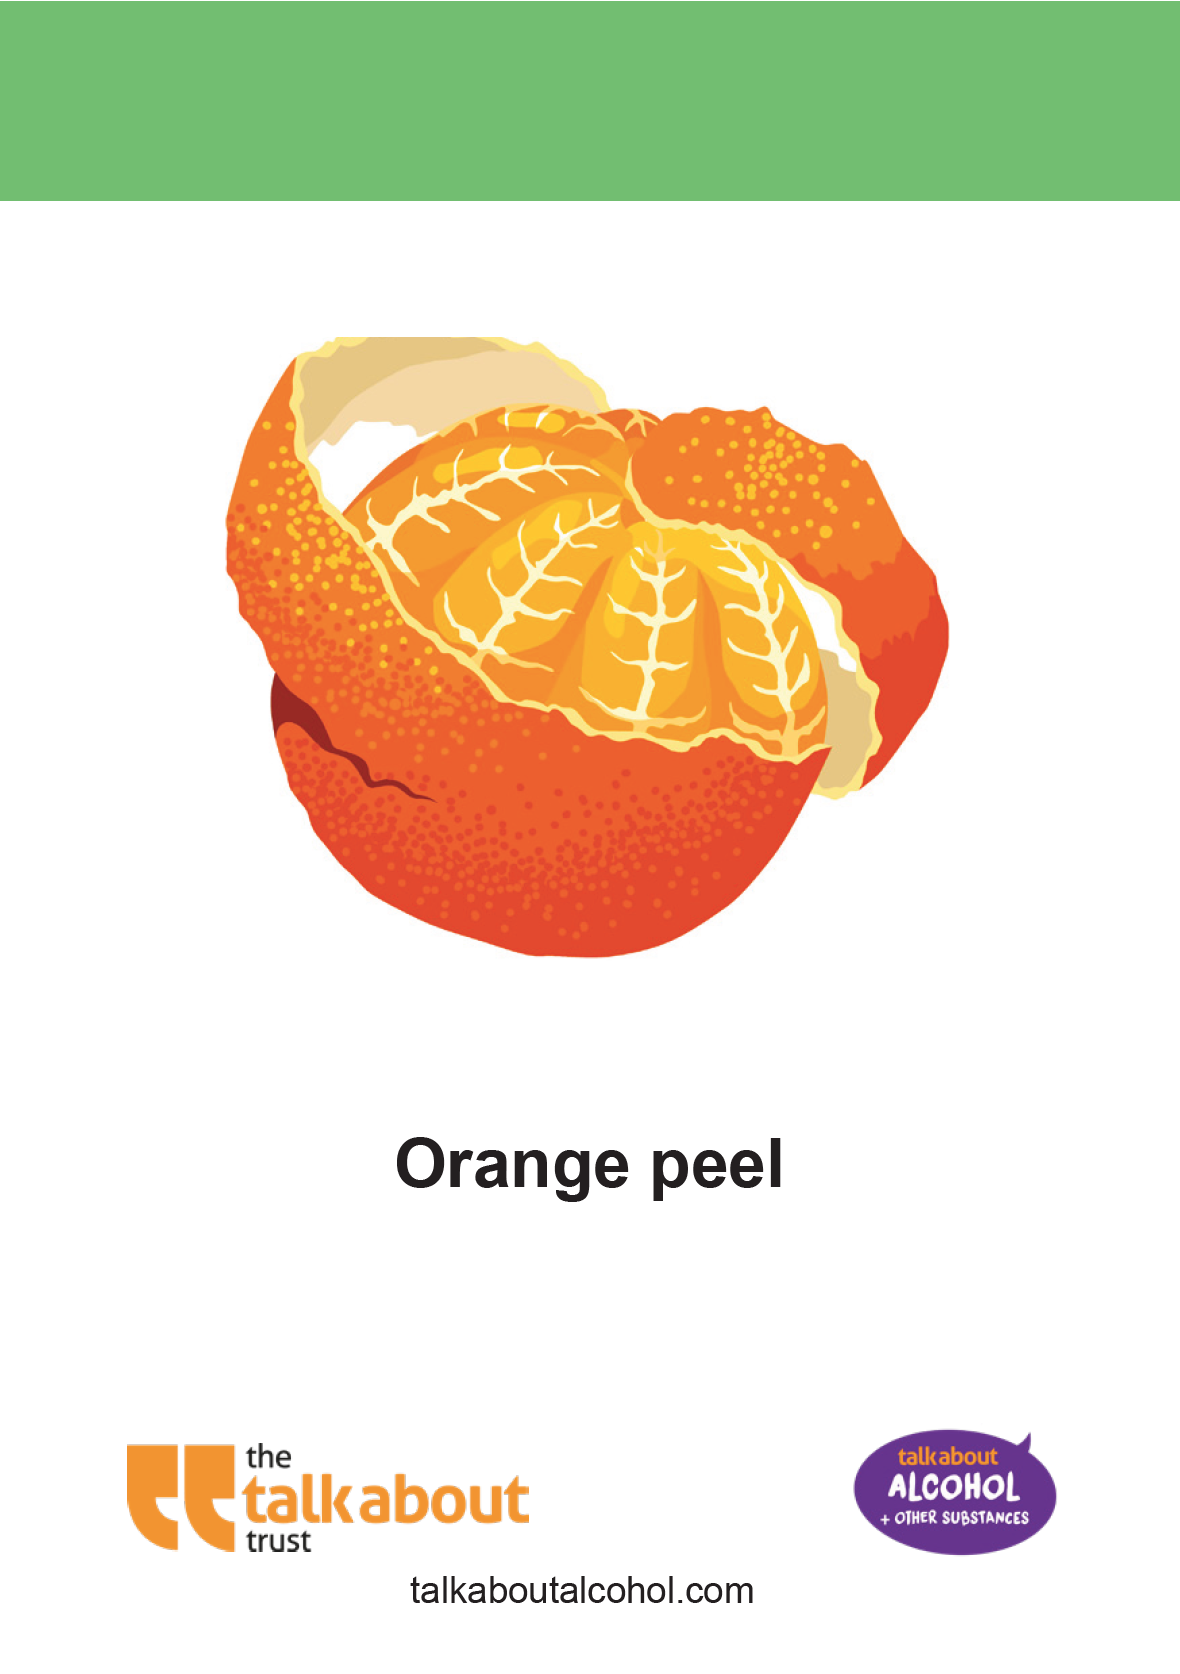 Orange peel
the
talkabout
trust
talkabout
ALCOHOL
+ OTHER SUBSTANCES
talkaboutalcohol.com